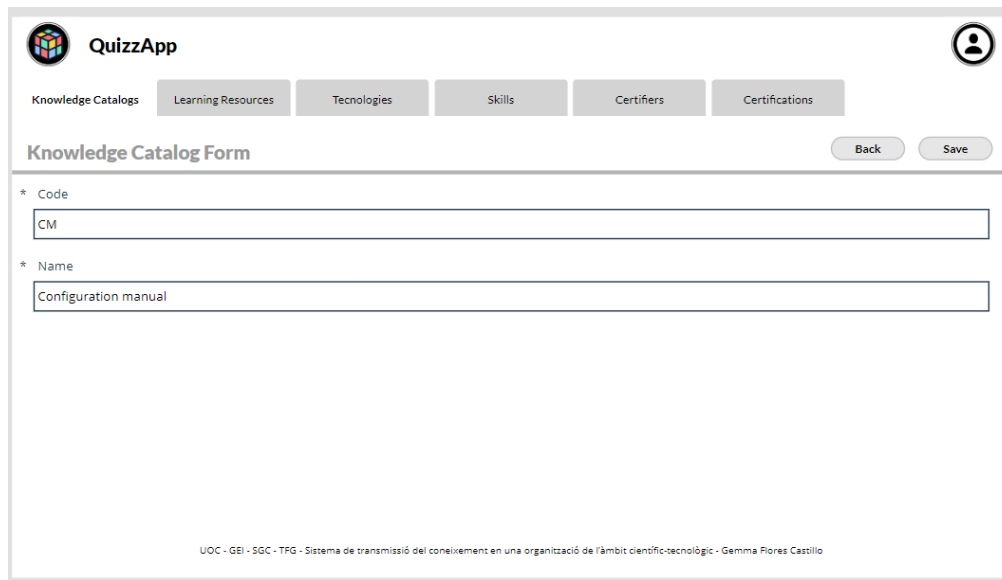 QuizzApp
Knowledge Catalogs Learning Resources Tecnologies Skills Certifiers Certifications
Knowledge Catalog Form Back Save
* Code
CM
* Name
Configuration manual
UOC - GEI - SGC - TFG - Sistema de transmissió del coneixement en una organització de l'àmbit científic-tecnològic - Gemma Flores Castillo